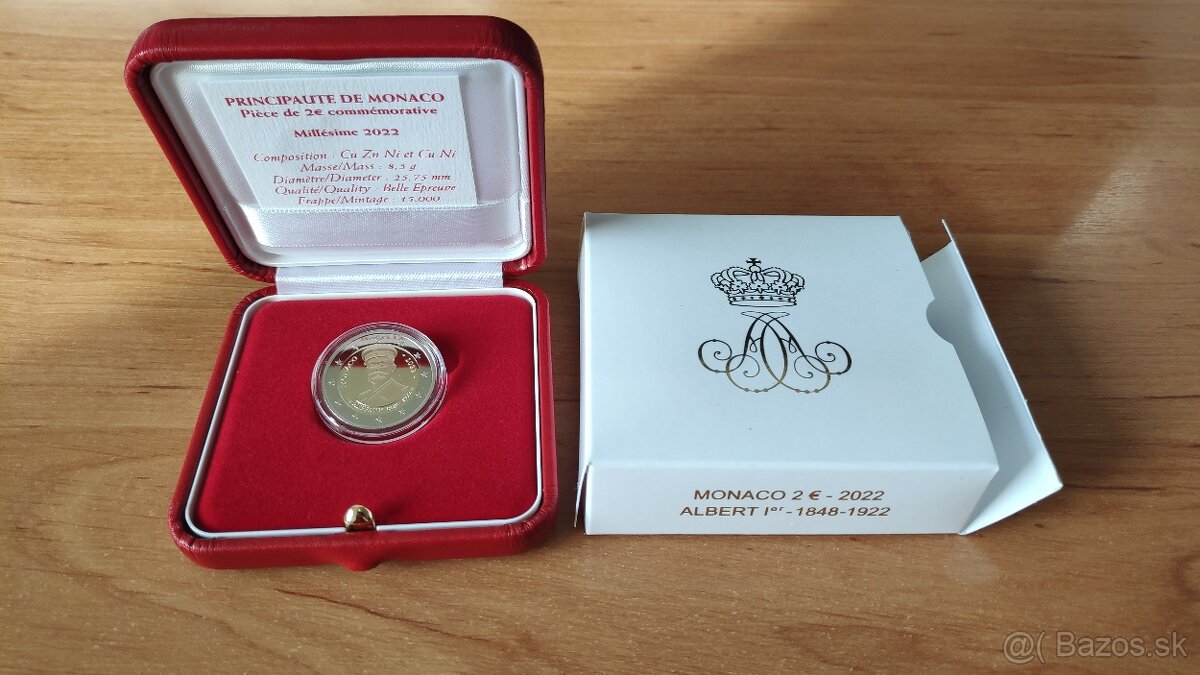 PRINCIPAUTE DE MONACO
Pièce de 2€ commémorative
Millésime 2022
Composition : Cu Zn Ni et Cu Ni
Masse/Mass : 8,5 g
Diamètre/Diameter : 25,75 mm
Qualité/Quality : Belle Epreuve
Frappe/Mintage : 15.000
MONACO
2022
MONACO 2 € - 2022
ALBERT Iᵉʳ - 1848-1922
@( Bazos.sk